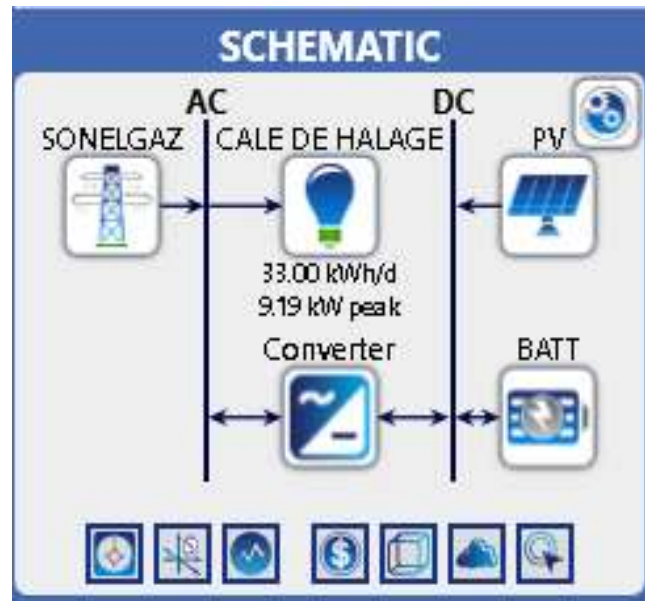 SCHEMATIC
AC DC
SONELGAZ CALE DE HALAGE PV
33.00 kWh/d
9.19 kW peak
Converter BATT